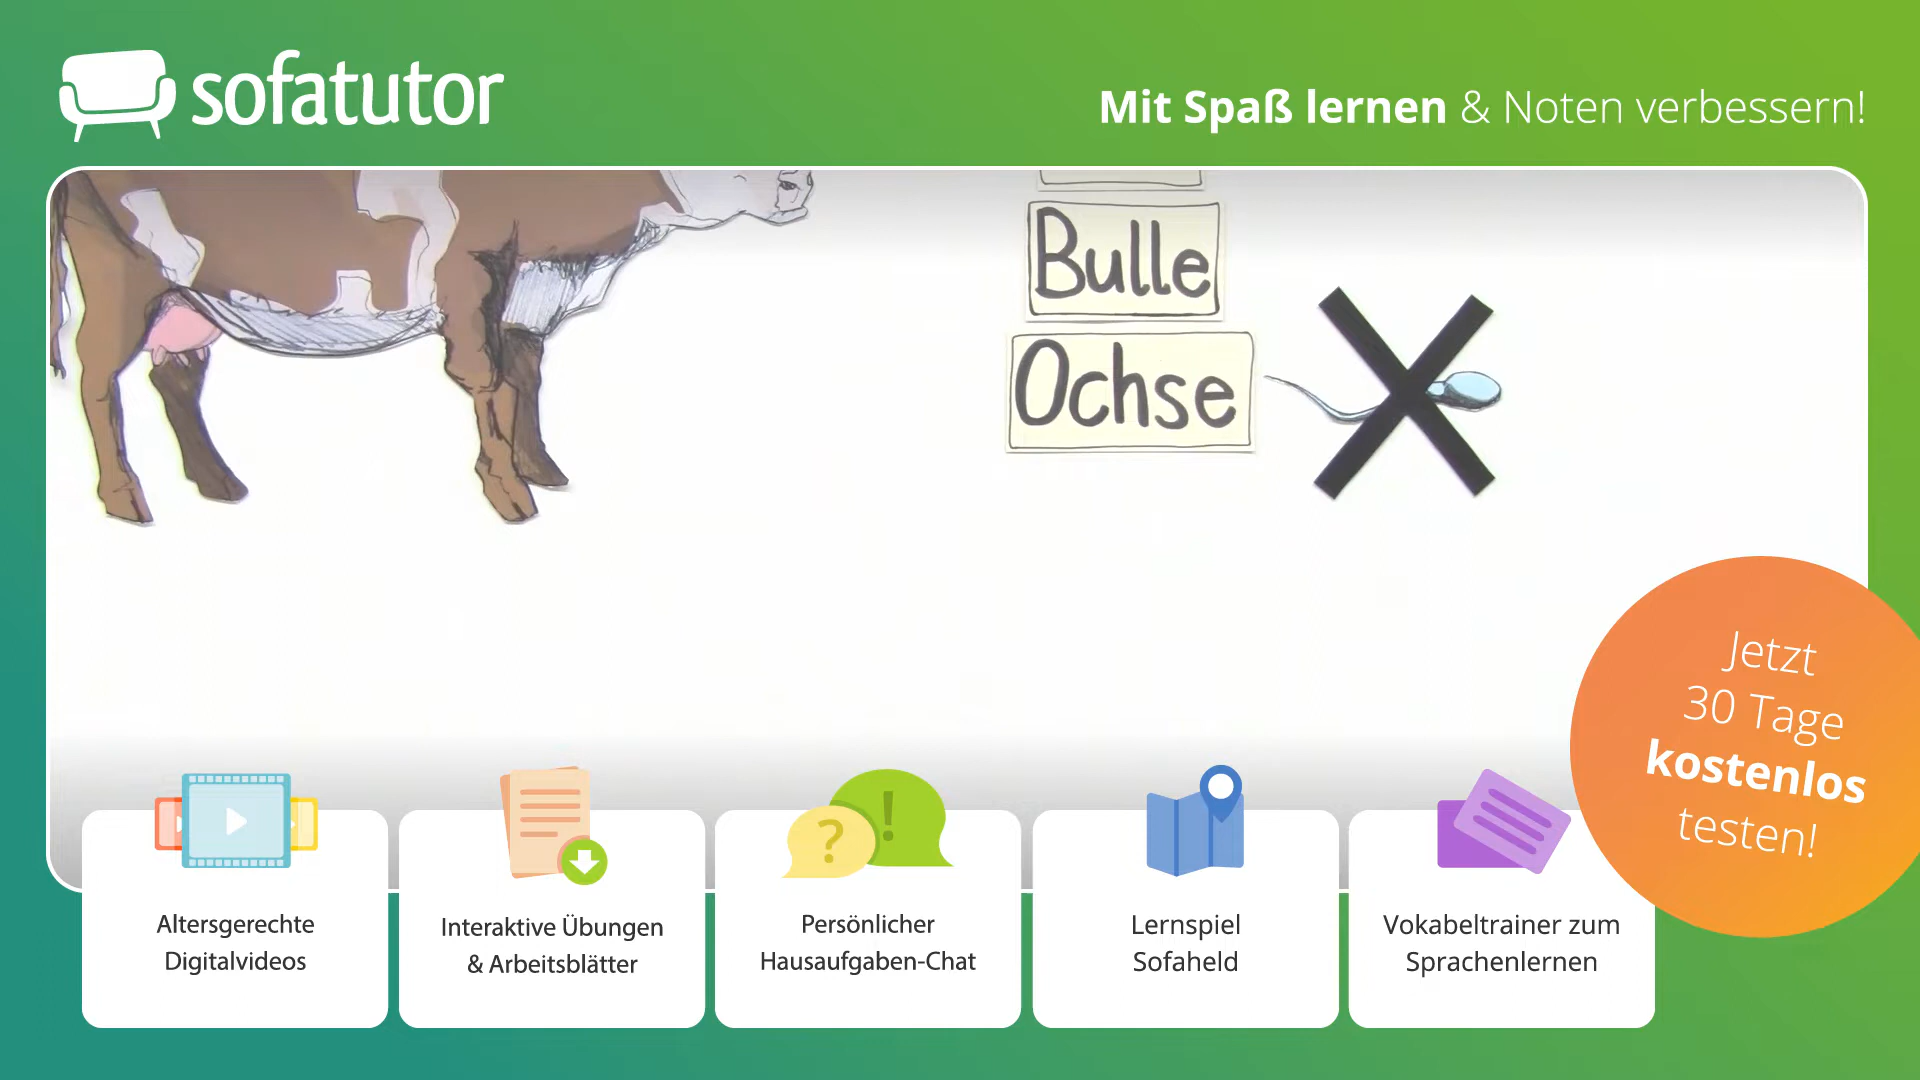 sofatutor
Mit Spaß lernen & Noten verbessern!
Bulle
Ochse
Jetzt
30 Tage
kostenlos
testen!
?
!
Altersgerechte
Digitalvideos
Interaktive Übungen
& Arbeitsblätter
Persönlicher
Hausaufgaben-Chat
Lernspiel
Sofaheld
Vokabeltrainer zum
Sprachenlernen